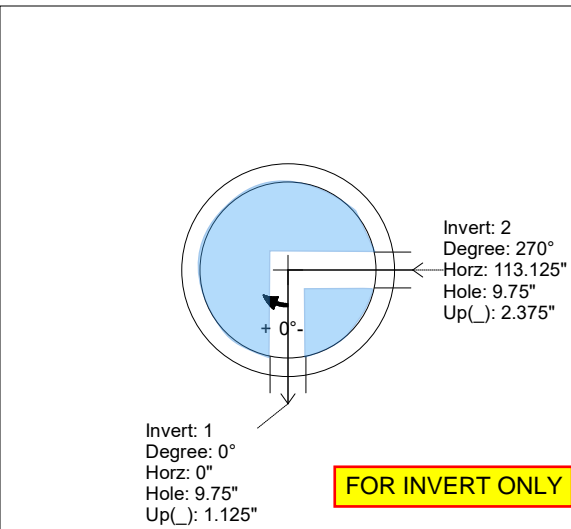 Invert: 2
Degree: 270°
Horz: 113.125"
Hole: 9.75"
Up(_): 2.375"
+ 0°-
Invert: 1
Degree: 0°
Horz: 0"
Hole: 9.75"
Up(_): 1.125"
FOR INVERT ONLY